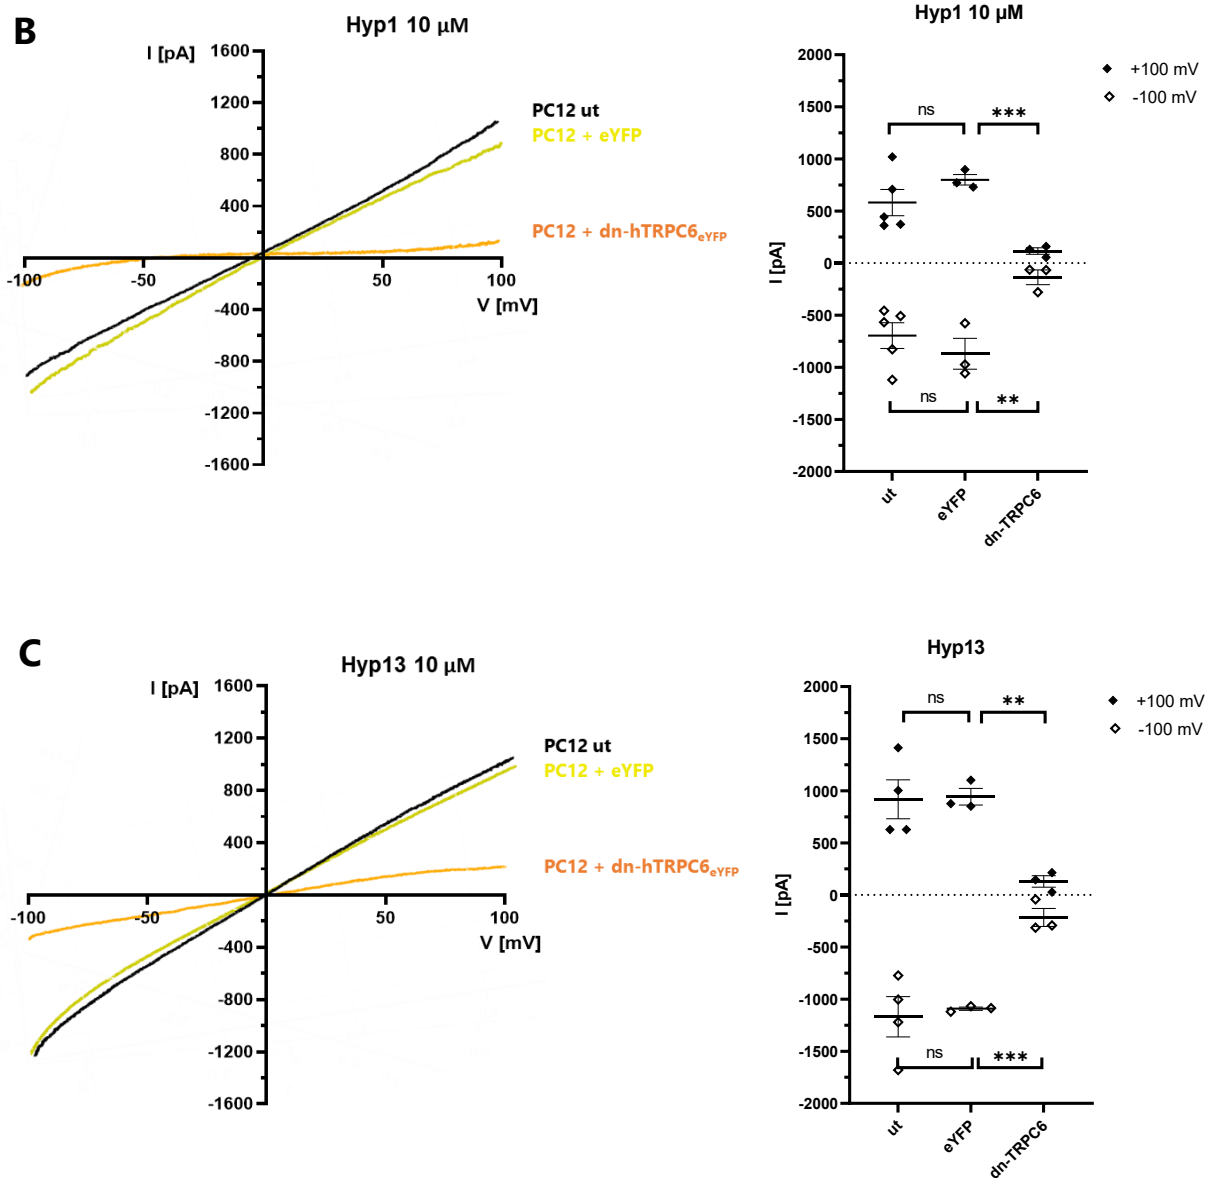 B
Hyp1 10 μM
I [pA]
1600
1200
800
400
-400
-800
-1200
-1600
-100
-50
0
50
100
V [mV]
PC12 ut
PC12 + eYFP
PC12 + dn-hTRPC6eYFP
Hyp1 10 μM
+100 mV
-100 mV
I [pA]
2000
1500
1000
500
0
-500
-1000
-1500
-2000
ns
***
ns
**
ut
eYFP
dn-TRPC6
C
Hyp13 10 μM
I [pA]
1600
1200
800
400
-400
-800
-1200
-1600
-100
-50
0
50
100
V [mV]
PC12 ut
PC12 + eYFP
PC12 + dn-hTRPC6eYFP
Hyp13
+100 mV
-100 mV
I [pA]
2000
1500
1000
500
0
-500
-1000
-1500
-2000
ns
**
ns
***
ut
eYFP
dn-TRPC6